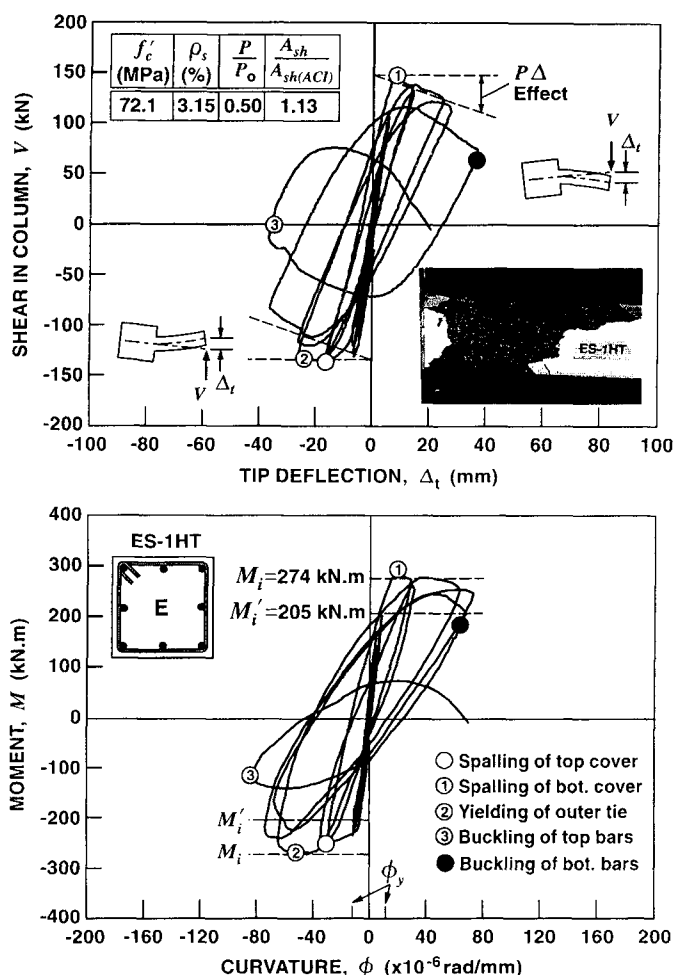 200
150
100
50
0
-50
-100
-150
-200
SHEAR IN COLUMN, V (kN)
f'c (MPa) ρs (%) P/Po Ash/Ash(ACI)
72.1 3.15 0.50 1.13
1
PΔ
Effect
V
Δt
3
V
Δt
2
ES-1HT
-100 -80 -60 -40 -20 0 20 40 60 80 100
TIP DEFLECTION, Δt (mm)
400
300
200
100
0
-100
-200
-300
-400
MOMENT, M (kN.m)
ES-1HT
E
1
Mi=274 kN.m
Mi'=205 kN.m
3
Mi'
Mi
2
ϕy
Spalling of top cover
1 Spalling of bot. cover
2 Yielding of outer tie
3 Buckling of top bars
Buckling of bot. bars
-200 -160 -120 -80 -40 0 40 80 120 160 200
CURVATURE, ϕ (x10-6 rad/mm)